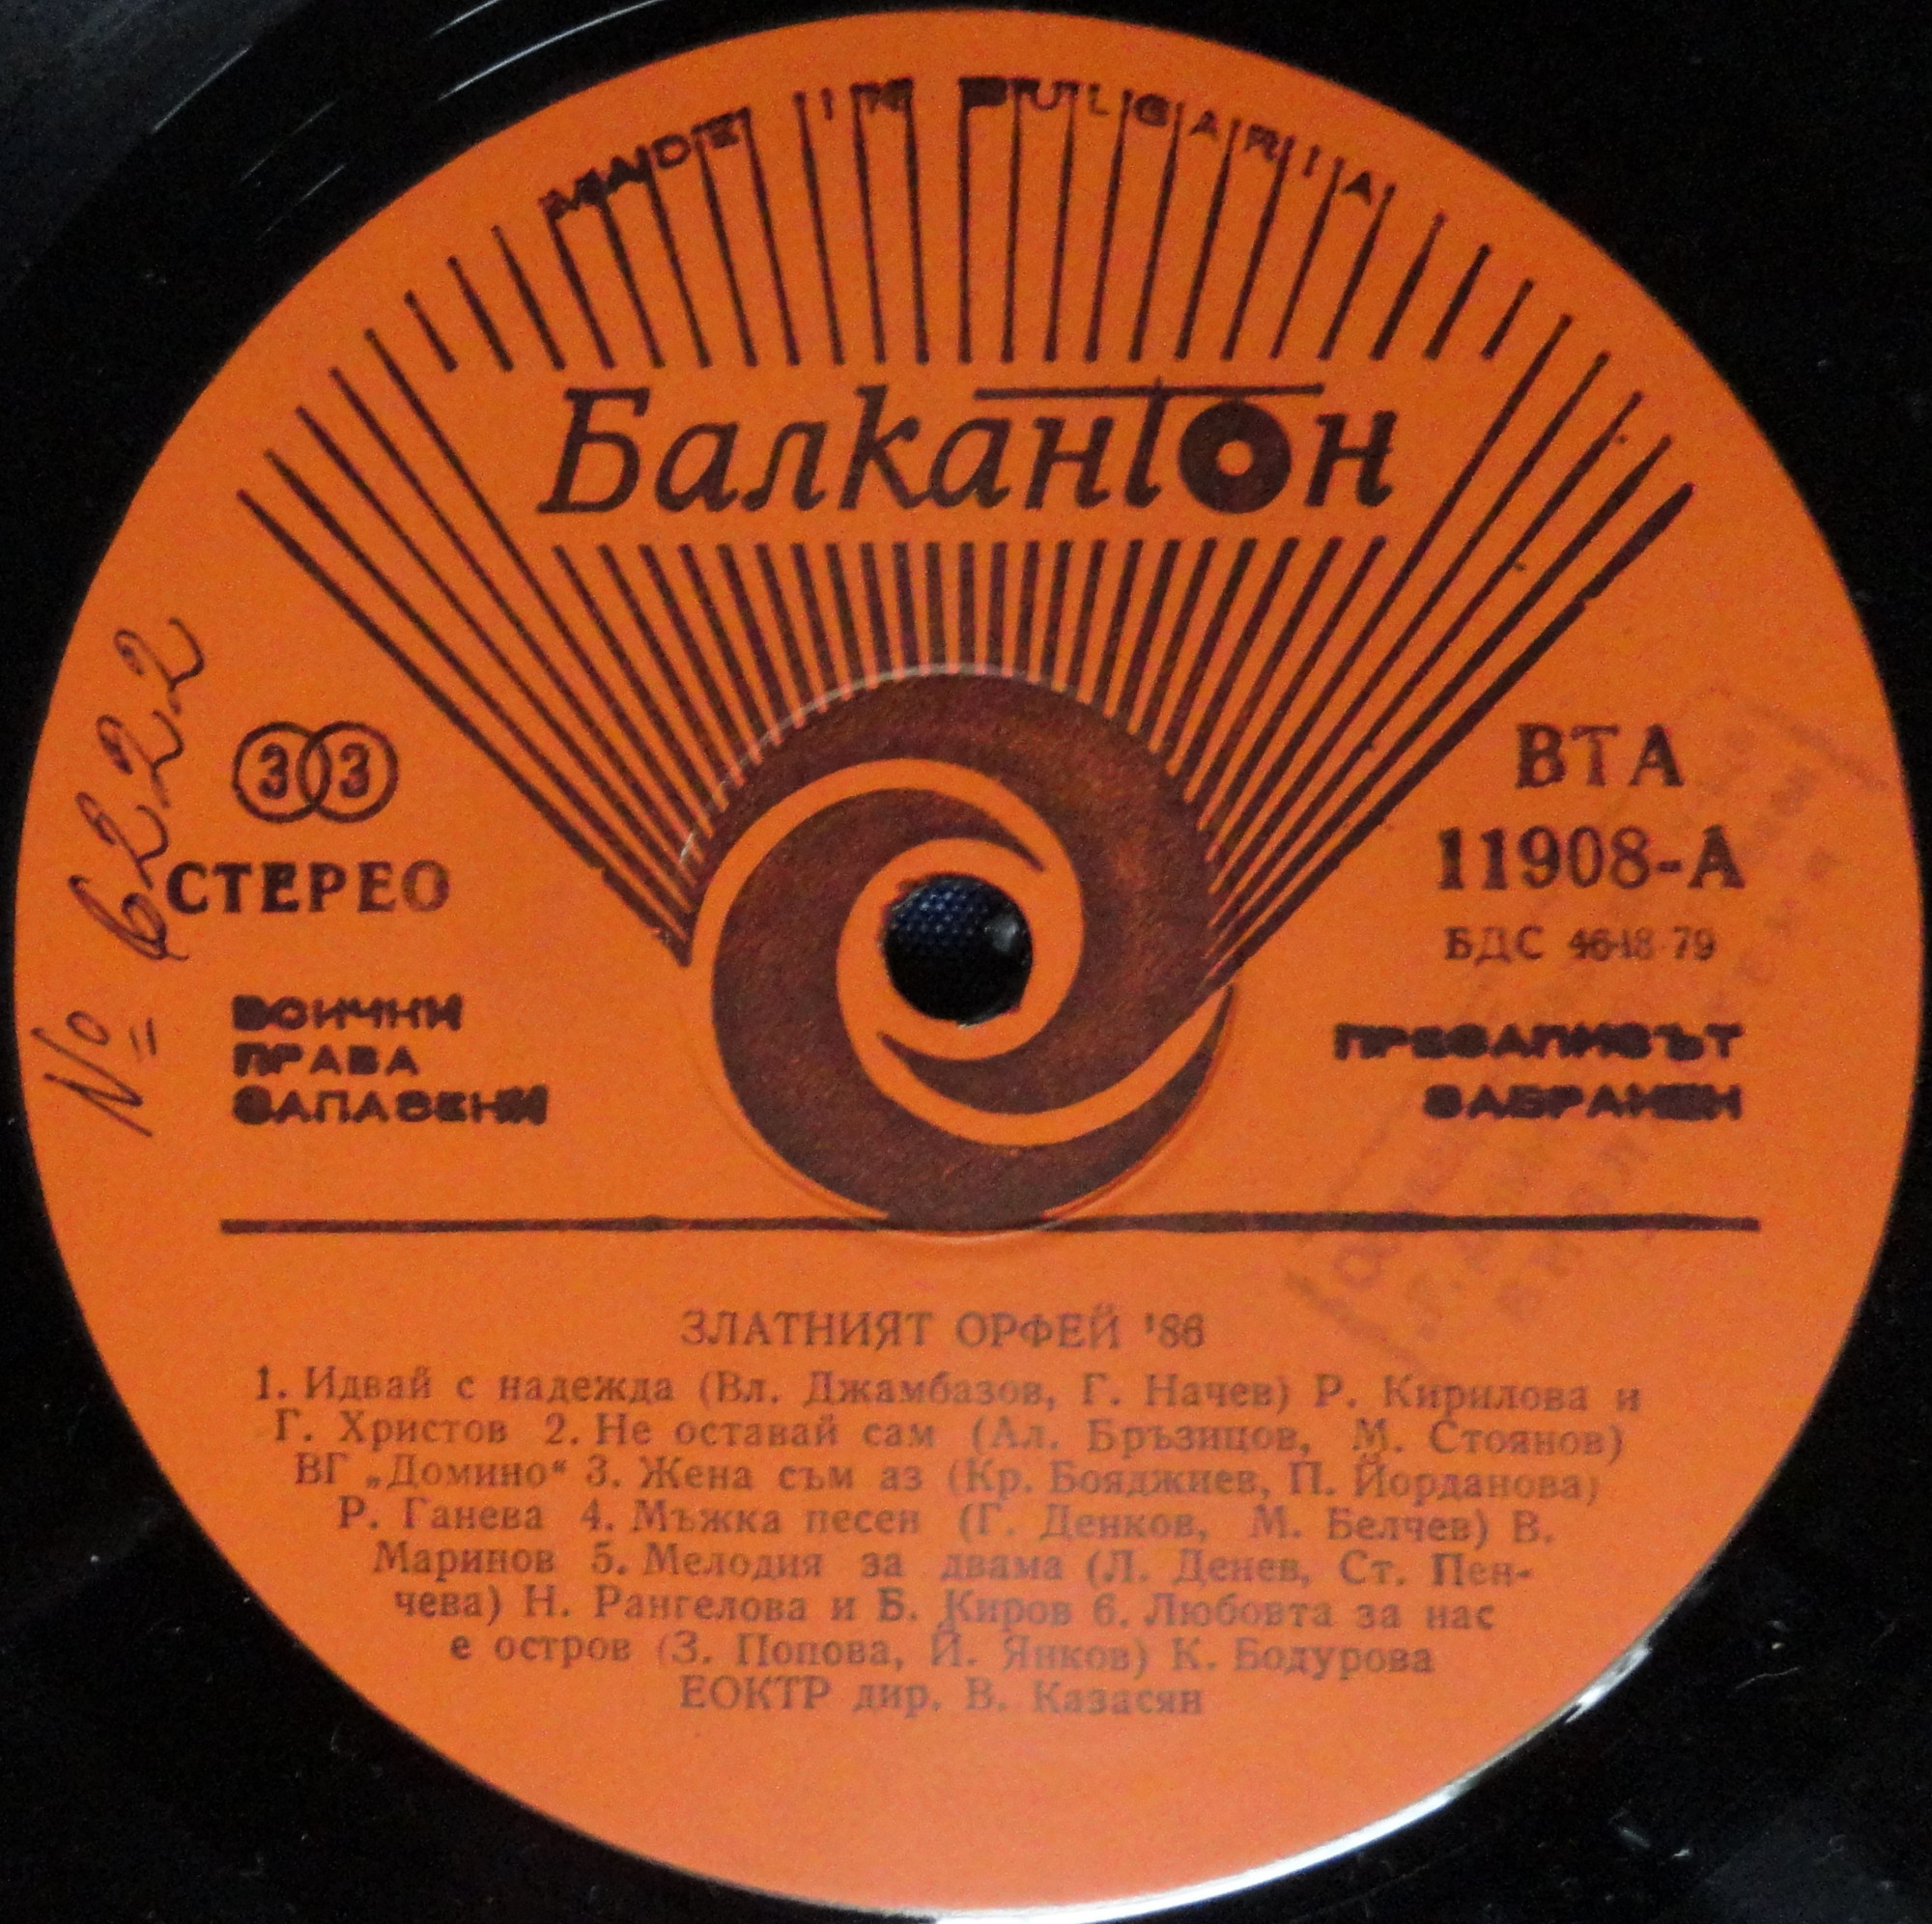 MADE IN BULGARIA
Балкантон
33
СТЕРЕО
ВСИЧКИ
ПРАВА
ЗАПАЗЕНИ
№ 6222
ВТА
11908-А
БДС 4618-79
ПРЕЗАПИСЪТ
ЗАБРАНЕН
ЗЛАТНИЯТ ОРФЕЙ '86
1. Идвай с надежда (Вл. Джамбазов, Г. Начев) Р. Кирилова и
Г. Христов 2. Не оставай сам (Ал. Бръзицов, М. Стоянов)
ВГ „Домино“ 3. Жена съм аз (Кр. Бояджиев, П. Йорданова)
Р. Ганева 4. Мъжка песен (Г. Денков, М. Белчев) В.
Маринов 5. Мелодия за двама (Л. Денев, Ст. Пен-
чева) Н. Рангелова и Б. Киров 6. Любовта за нас
е остров (З. Попова, Й. Янков) К. Бодурова
ЕОКТР дир. В. Казасян